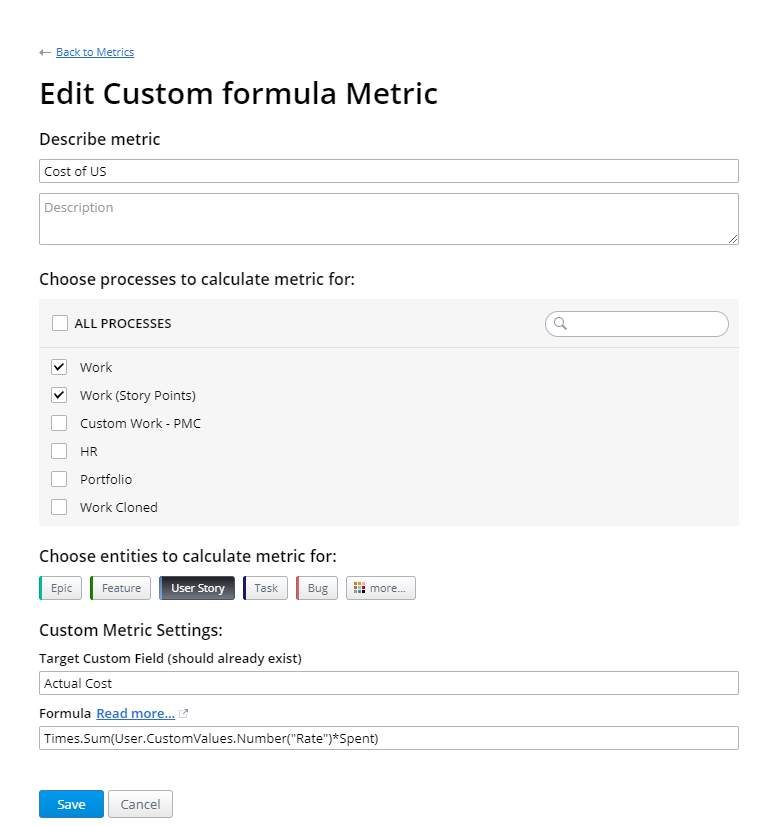 ← Back to Metrics
Edit Custom formula Metric
Describe metric
Cost of US
Description
Choose processes to calculate metric for:
ALL PROCESSES
Work
Work (Story Points)
Custom Work - PMC
HR
Portfolio
Work Cloned
Choose entities to calculate metric for:
Epic Feature User Story Task Bug more...
Custom Metric Settings:
Target Custom Field (should already exist)
Actual Cost
Formula Read more...
Times.Sum(User.CustomValues.Number("Rate")*Spent)
Save Cancel